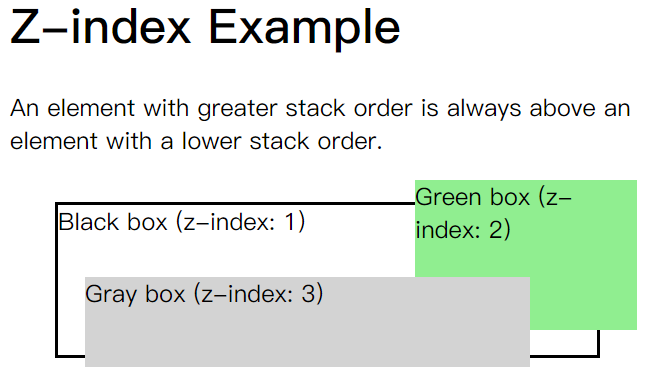 Z-index Example
An element with greater stack order is always above an
element with a lower stack order.
Green box (z-
index: 2)
Black box (z-index: 1)
Gray box (z-index: 3)